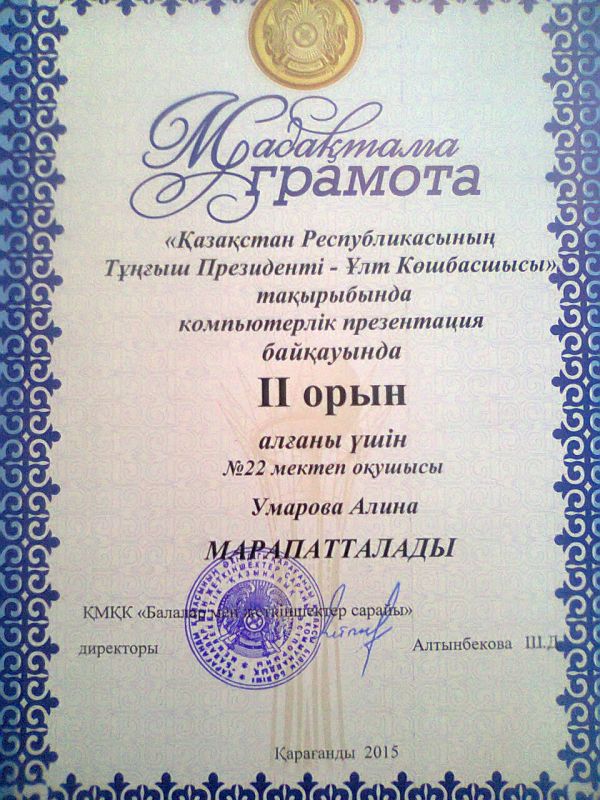 Мадақтама
грамота
«Қазақстан Республикасының
Тұңғыш Президенті - Ұлт Көшбасшысы»
тақырыбында
компьютерлік презентация
байқауында
II орын
алғаны үшін
№22 мектеп оқушысы
Умарова Алина
МАРАПАТТАЛАДЫ
ҚМҚК «Балалар мен жеткіншектер сарайы»
директоры Алтынбекова Ш.Д
Қарағанды 2015